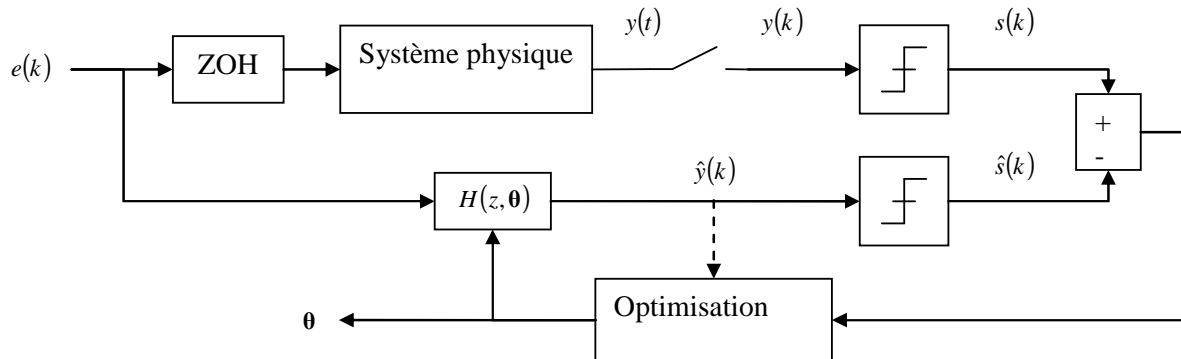 y(t) y(k) s(k)
e(k) ZOH Système physique
+
-
ŷ(k) ŝ(k)
H(z, θ)
Optimisation
θ